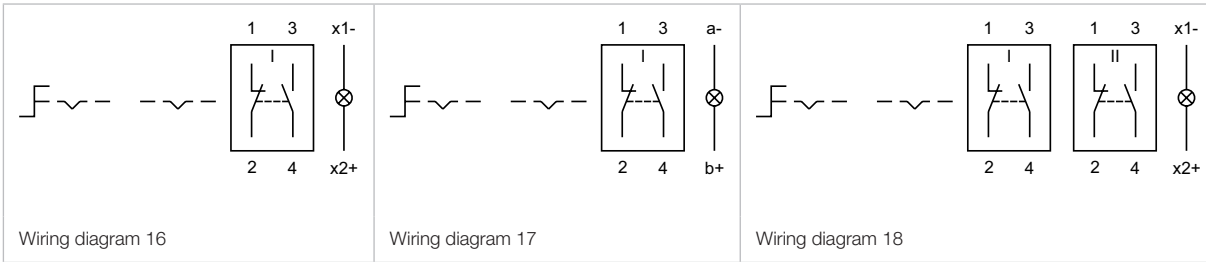 1 3 x1-
I
2 4 x2+
Wiring diagram 16
1 3 a-
I
2 4 b+
Wiring diagram 17
1 3 1 3 x1-
I II
2 4 2 4 x2+
Wiring diagram 18